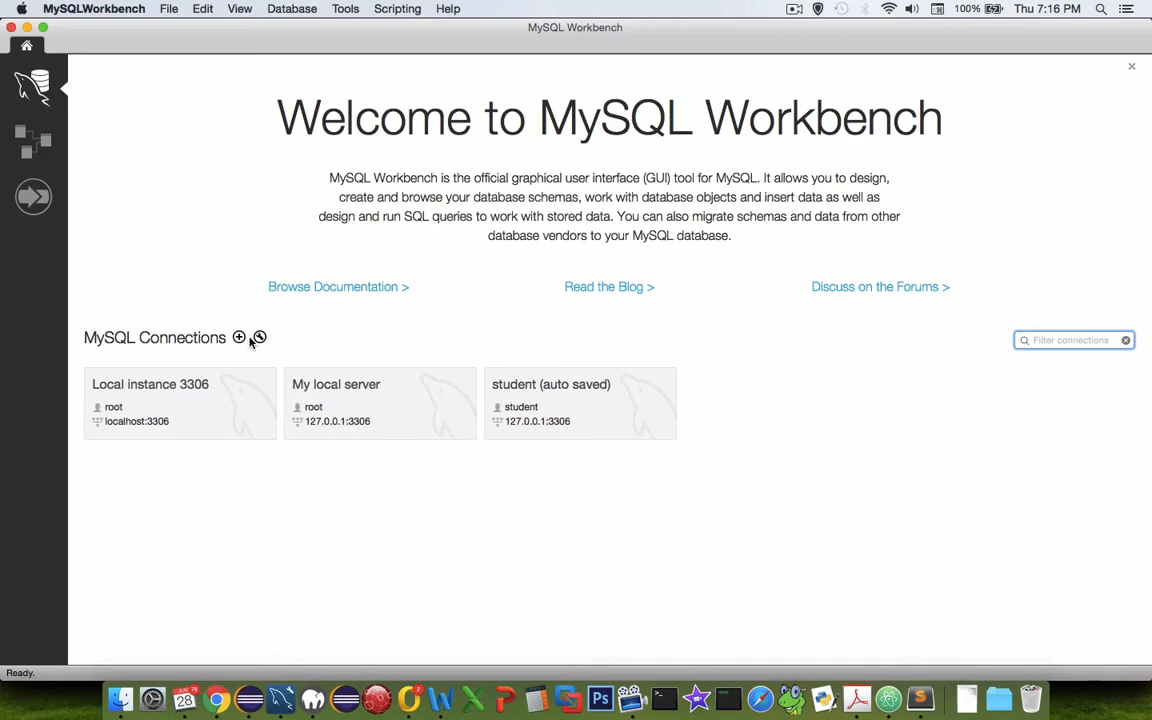 MySQLWorkbench File Edit View Database Tools Scripting Help 100% Thu 7:16 PM
MySQL Workbench
Welcome to MySQL Workbench
MySQL Workbench is the official graphical user interface (GUI) tool for MySQL. It allows you to design,
create and browse your database schemas, work with database objects and insert data as well as
design and run SQL queries to work with stored data. You can also migrate schemas and data from other
database vendors to your MySQL database.
Browse Documentation > Read the Blog > Discuss on the Forums >
MySQL Connections Filter connections
Local instance 3306 My local server student (auto saved)
root root student
localhost:3306 127.0.0.1:3306 127.0.0.1:3306
Ready.
28